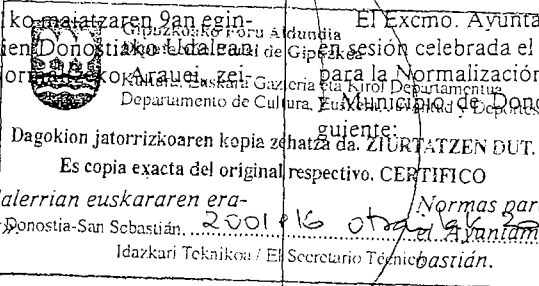 ko maiatzaren 9an egin-
El Excmo. Ayunta
Gipuzkoako Foru Aldundia
ien Donostiako Udalean
de Gipuzkoa
en sesión celebrada el
Arauei, zei-
para la Normalización
Kultura, Euskara Gazteria eta Kirol Departamentua
Departamento de Cultura, Euskera, Juventud y Deportes
y Municipio de Dono
guiente:
Dagokion jatorrizkoaren kopia zehatza da. ZIURTATZEN DUT.
Es copia exacta del original respectivo. CERTIFICO
alerrian euskararen era-
Normas par
Donostia-San Sebastián, 2001
el Ayuntam
Idazkari Teknikoa / El Secretario Técnico
bastián.